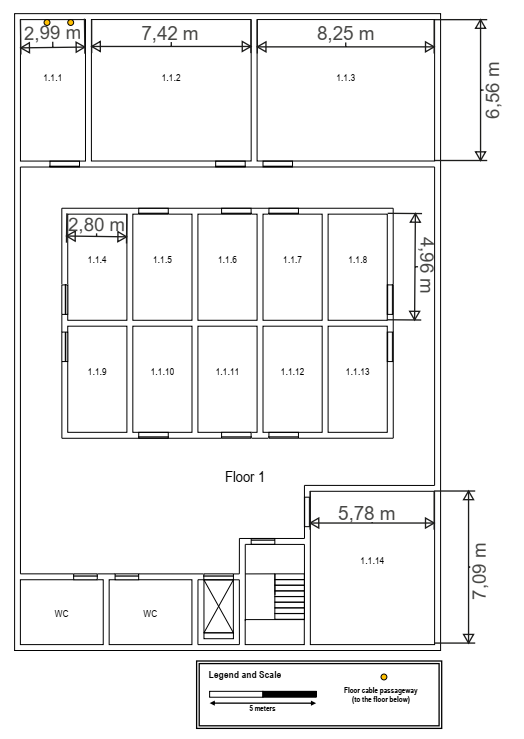 2,99 m
7,42 m
8,25 m
1.1.1
1.1.2
1.1.3
6,56 m
2,80 m
1.1.4
1.1.5
1.1.6
1.1.7
1.1.8
4,96 m
1.1.9
1.1.10
1.1.11
1.1.12
1.1.13
Floor 1
5,78 m
1.1.14
7,09 m
WC
WC
Legend and Scale
5 meters
Floor cable passageway
(to the floor below)